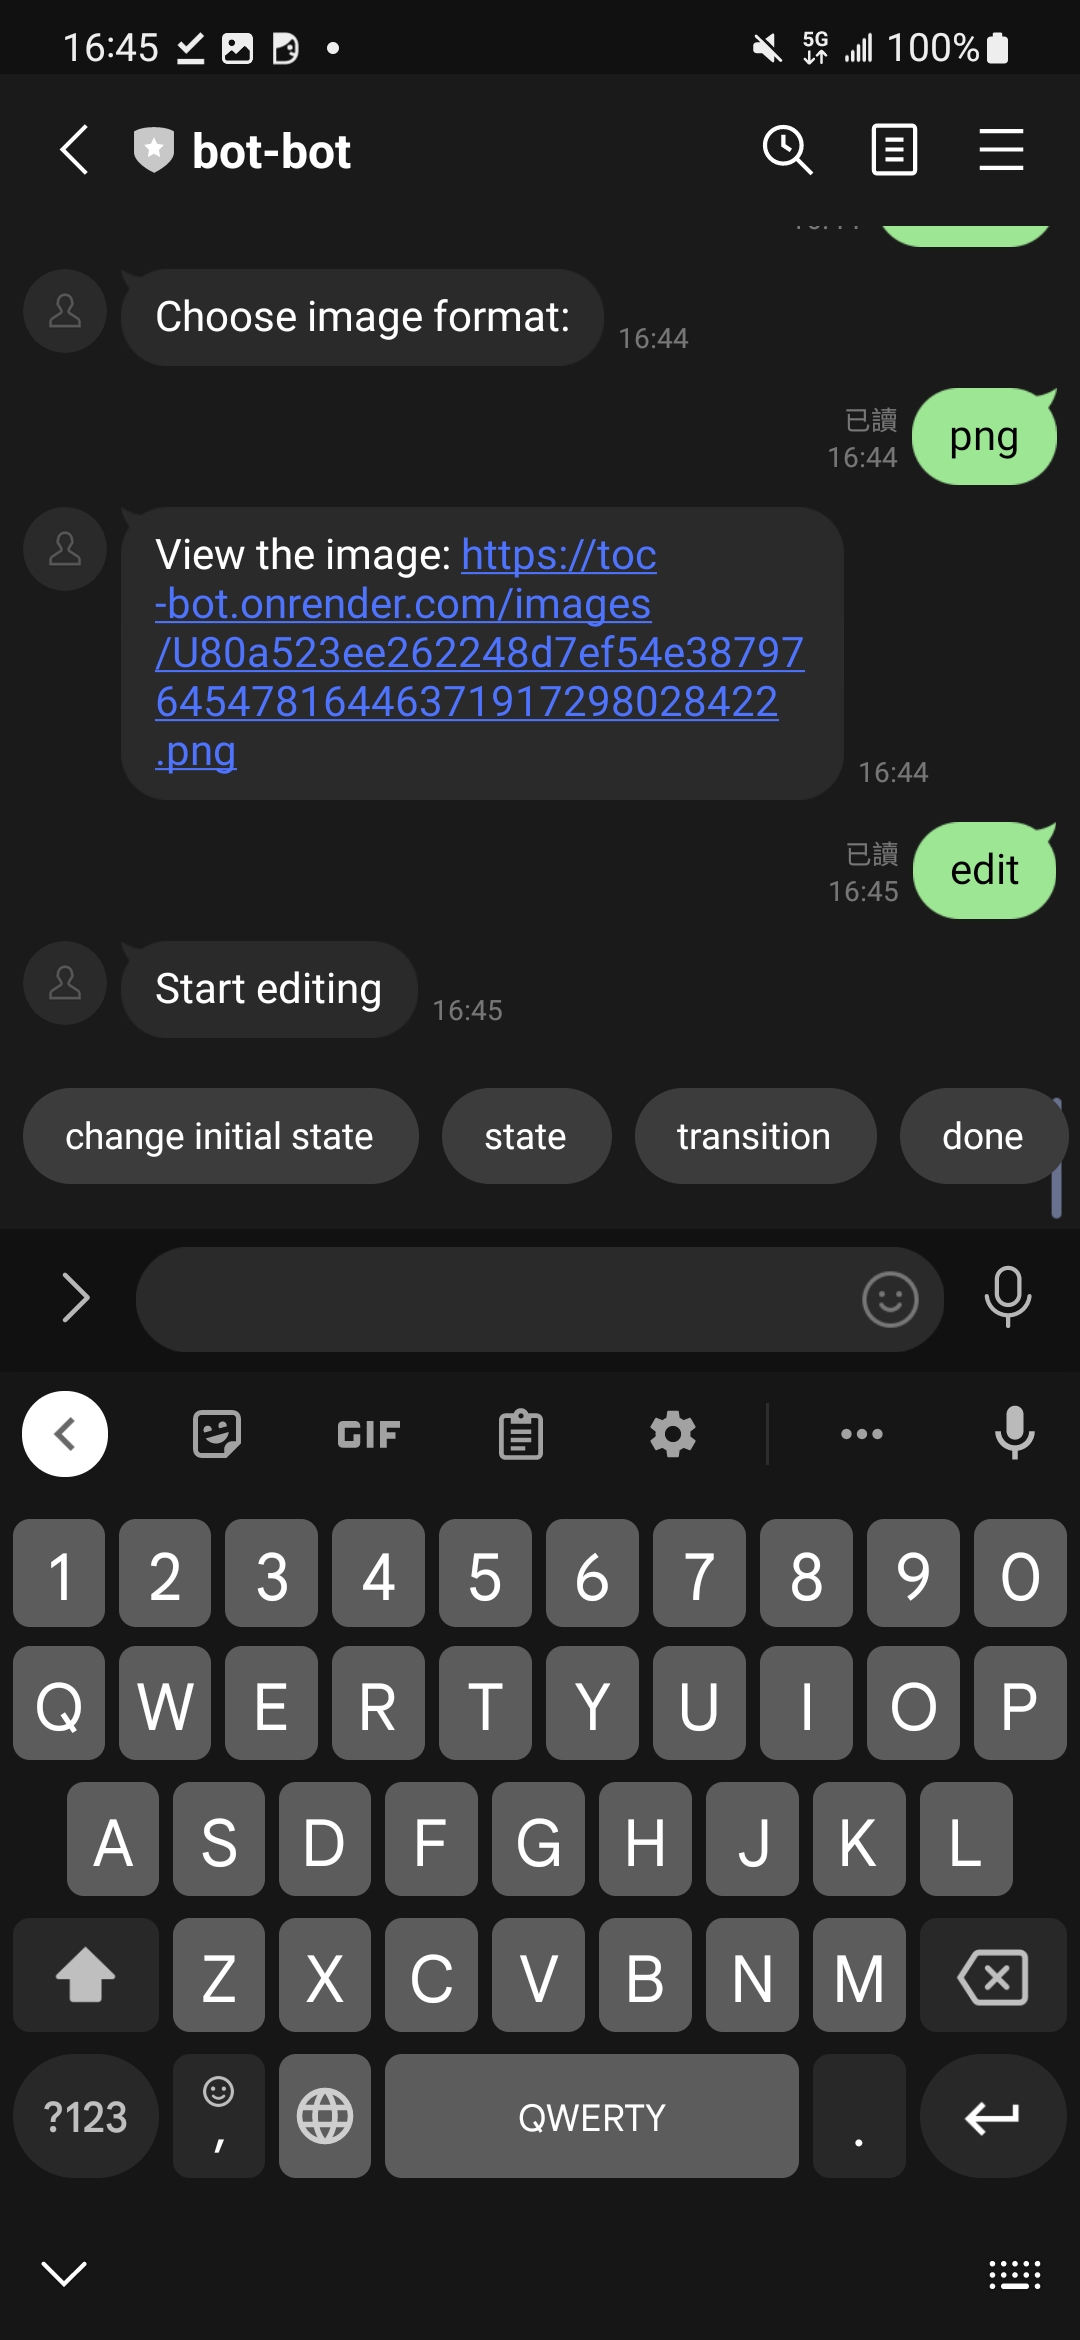 16:45
5G
100%
bot-bot
Choose image format:
16:44
已讀
16:44
png
View the image: https://toc
-bot.onrender.com/images
/U80a523ee262248d7ef54e38797
64547816446371917298028422
.png
16:44
已讀
16:45
edit
Start editing
16:45
change initial state
state
transition
done
GIF
1 2 3 4 5 6 7 8 9 0
Q W E R T Y U I O P
A S D F G H J K L
Z X C V B N M
?123 , QWERTY .